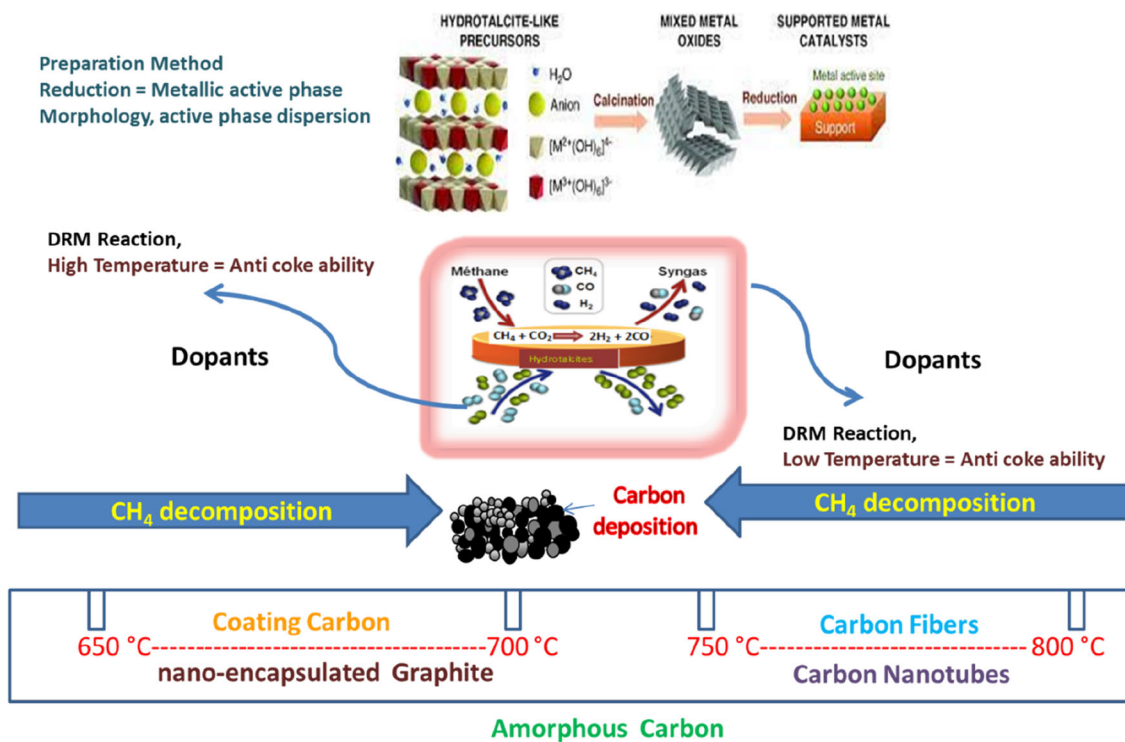 HYDROTALCITE-LIKE
PRECURSORS
MIXED METAL
OXIDES
SUPPORTED METAL
CATALYSTS
Preparation Method
Reduction = Metallic active phase
Morphology, active phase dispersion
H₂O
Anion
[M²⁺(OH)₆]⁴⁻
[M³⁺(OH)₆]³⁻
Calcination
Reduction
Metal active site
Support
DRM Reaction,
High Temperature = Anti coke ability
Dopants
Méthane
CH₄
CO
H₂
Syngas
CH₄ + CO₂ 2H₂ + 2CO
Hydrotalcites
Dopants
DRM Reaction,
Low Temperature = Anti coke ability
CH₄ decomposition
Carbon
deposition
CH₄ decomposition
Coating Carbon
Carbon Fibers
650 °C----------------------------700 °C
750 °C----------------------------800 °C
nano-encapsulated Graphite
Carbon Nanotubes
Amorphous Carbon